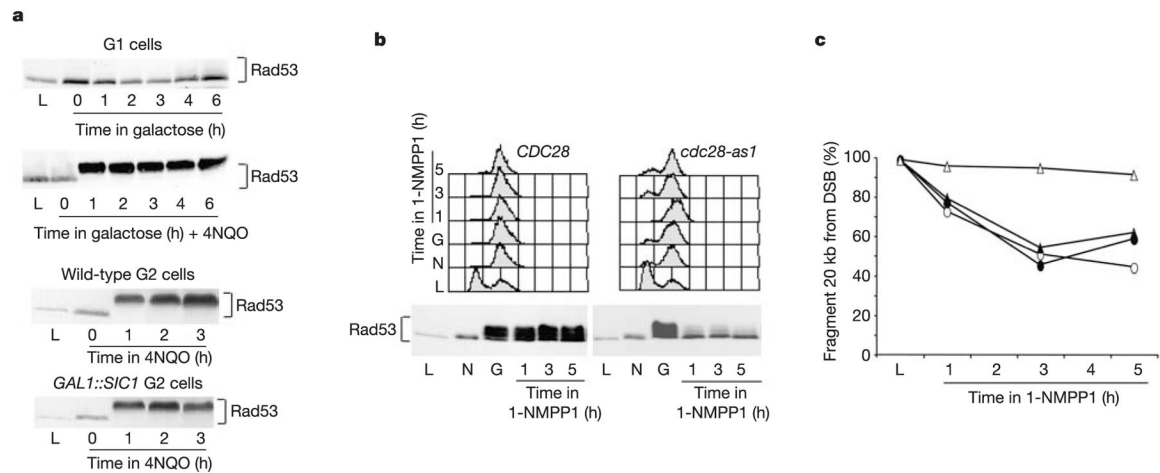 a
G1 cells
Rad53
L 0 1 2 3 4 6
Time in galactose (h)
Rad53
L 0 1 2 3 4 6
Time in galactose (h) + 4NQO
Wild-type G2 cells
Rad53
L 0 1 2 3
Time in 4NQO (h)
GAL1::SIC1 G2 cells
Rad53
L 0 1 2 3
Time in 4NQO (h)
b
Time in 1-NMPP1 (h)
CDC28
cdc28-as1
5
3
1
G
N
L
Rad53
L N G 1 3 5
Time in
1-NMPP1 (h)
L N G 1 3 5
Time in
1-NMPP1 (h)
c
Fragment 20 kb from DSB (%)
100
80
60
40
20
0
L 1 2 3 4 5
Time in 1-NMPP1 (h)